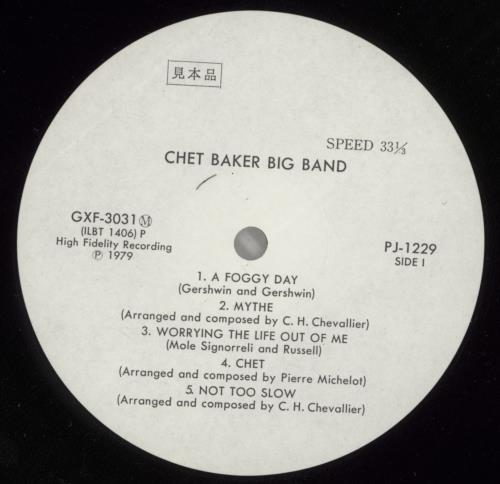 見本品
SPEED 33⅓
CHET BAKER BIG BAND
GXF-3031 Ⓜ
(ILBT 1406) P
High Fidelity Recording
Ⓟ 1979
PJ-1229
SIDE I
1. A FOGGY DAY
(Gershwin and Gershwin)
2. MYTHE
(Arranged and composed by C. H. Chevallier)
3. WORRYING THE LIFE OUT OF ME
(Mole Signorreli and Russell)
4. CHET
(Arranged and composed by Pierre Michelot)
5. NOT TOO SLOW
(Arranged and composed by C. H. Chevallier)